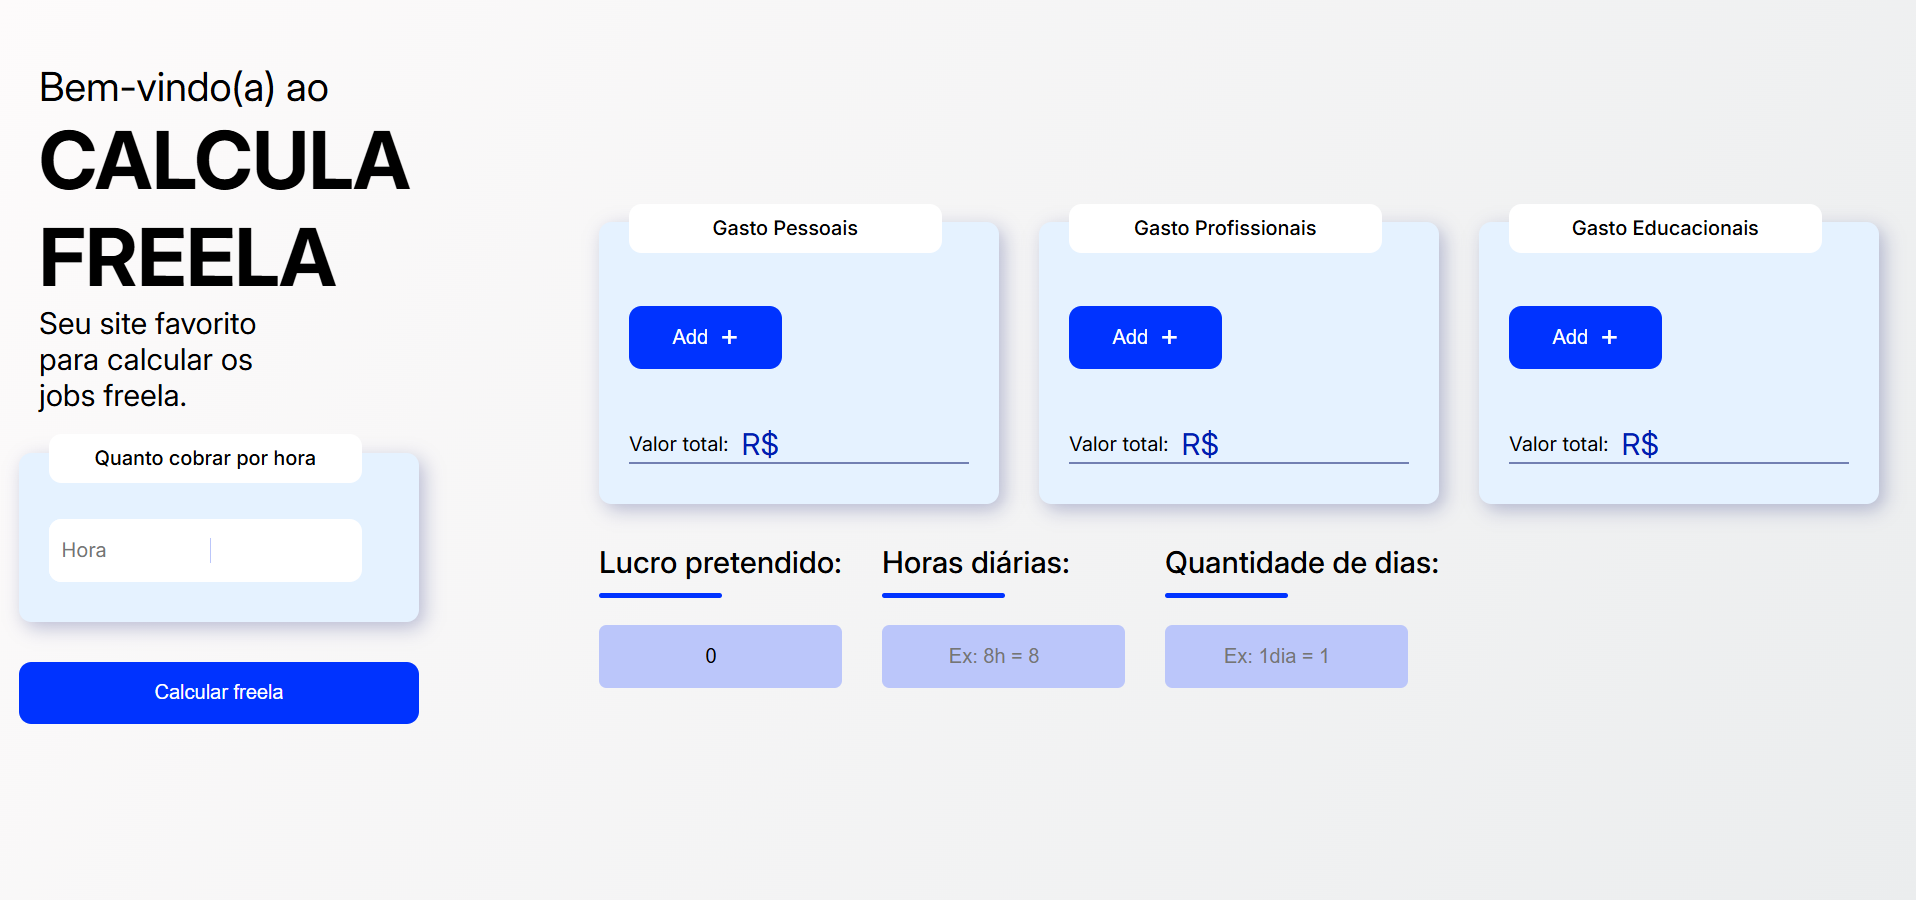 Bem-vindo(a) ao
CALCULA
FREELA
Seu site favorito
para calcular os
jobs freela.
Quanto cobrar por hora
Hora
Calcular freela
Gasto Pessoais
Add +
Valor total: R$
Gasto Profissionais
Add +
Valor total: R$
Gasto Educacionais
Add +
Valor total: R$
Lucro pretendido:
0
Horas diárias:
Ex: 8h = 8
Quantidade de dias:
Ex: 1dia = 1